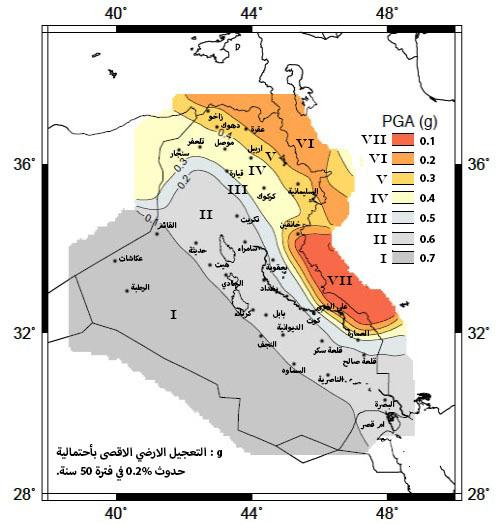 40° 44° 48°
PGA (g)
VII 0.1
VI 0.2
V 0.3
IV 0.4
III 0.5
II 0.6
I 0.7
36° 36°
32° 32°
28° 28°
40° 44° 48°
VI
V
IV
III
II
I
VII
0.4
0.3
0.2
0.1
زاخو
دهوك
عقرة
موصل
اربيل
تلعفر
سنجار
قيارة
كركوك
السليمانية
تكريت
خانقين
القائم
عكاشات
حديثة
سامراء
هيت
بعقوبة
الرمادي
بغداد
الرطبة
كربلاء
بابل
كوت
علي الغربي
الديوانية
العمارة
النجف
قلعة سكر
قلعة صالح
السماوه
الناصرية
البصرة
ام قصر
g : التعجيل الارضي الاقصى بأحتمالية
حدوث 0.2% في فترة 50 سنة.